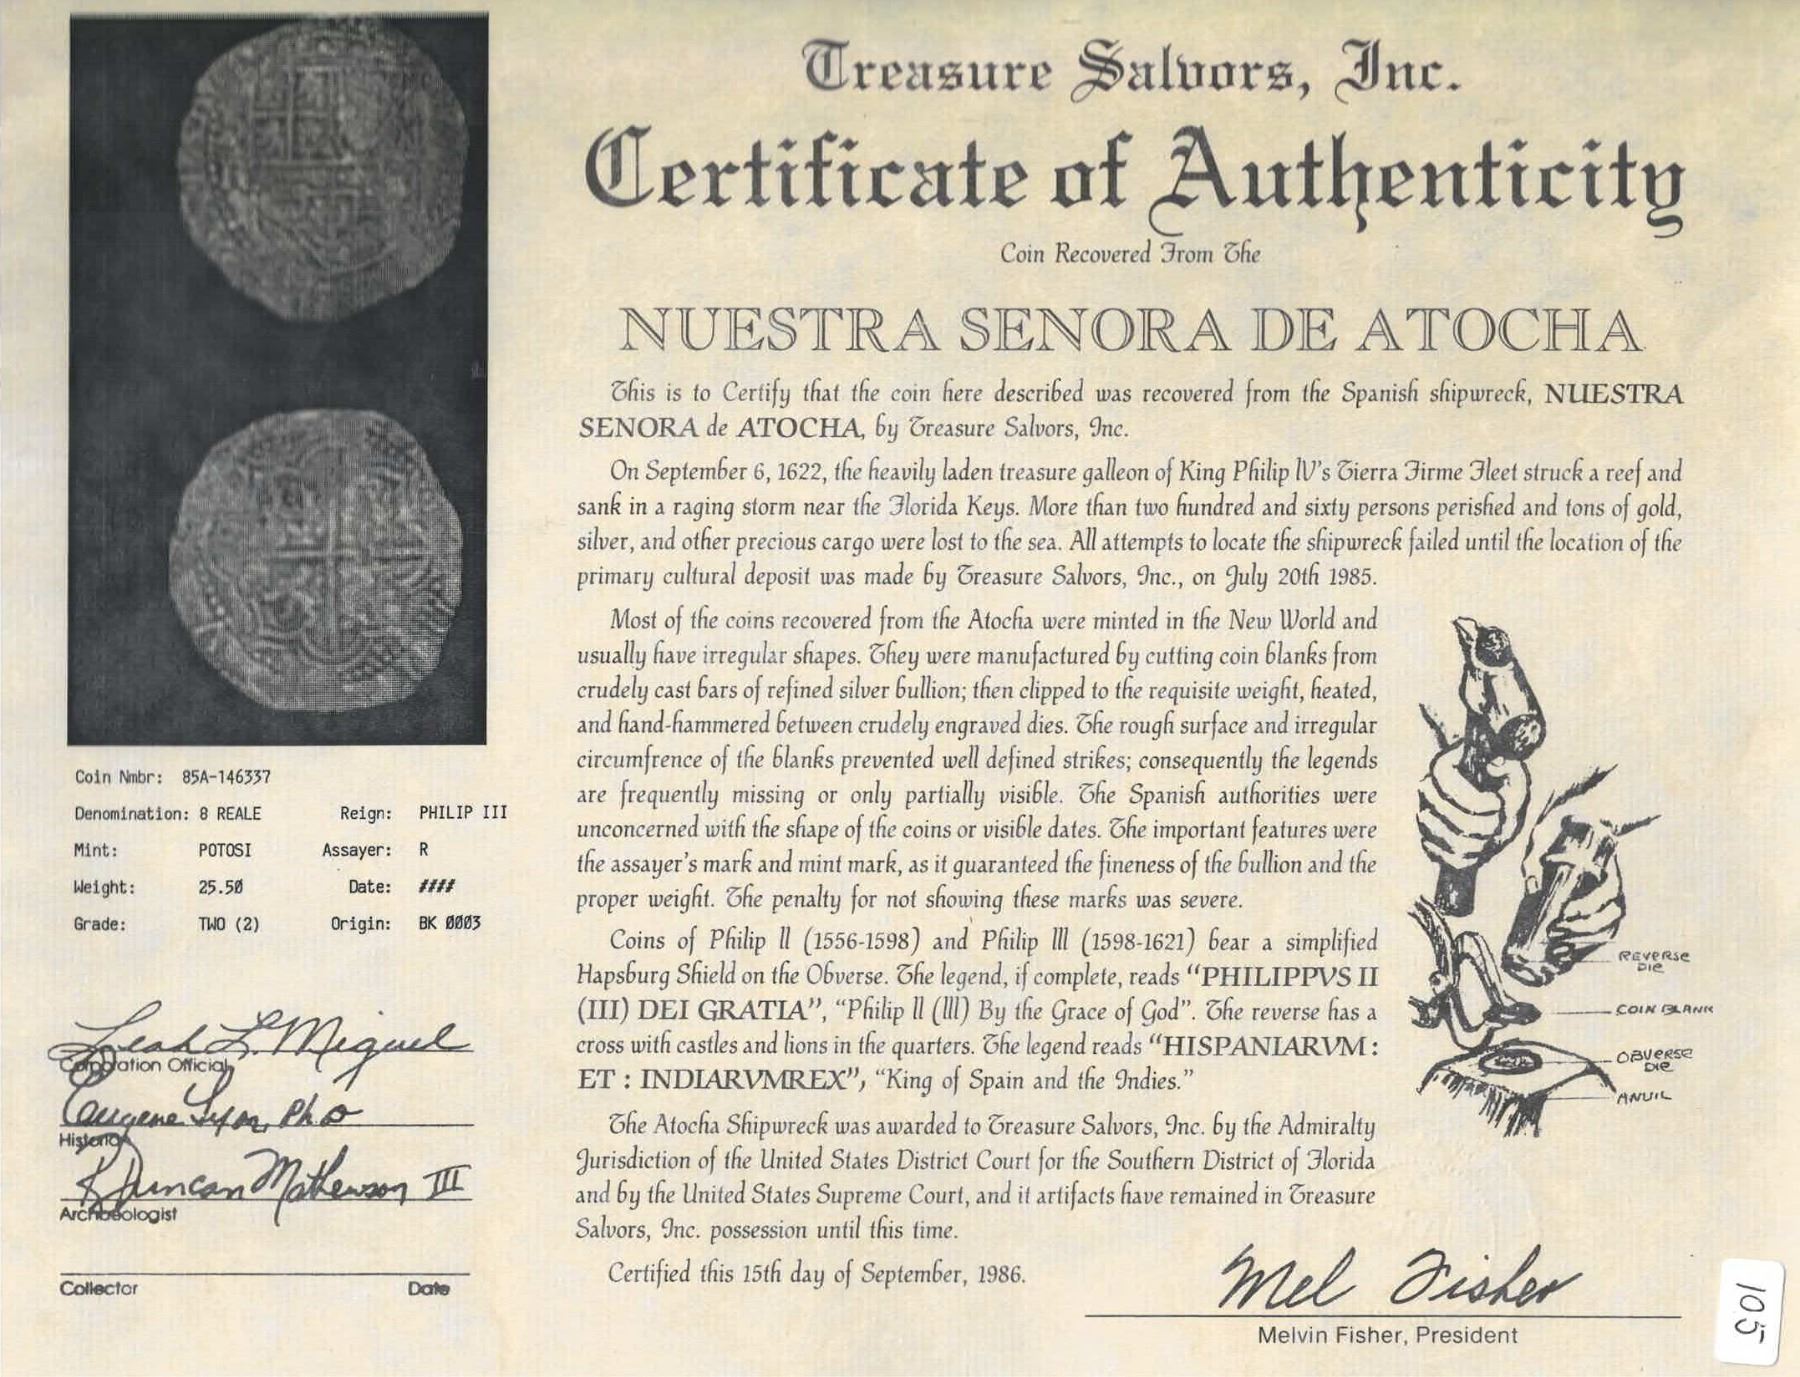 Treasure Salvors, Inc.
Certificate of Authenticity
Coin Recovered From The
NUESTRA SENORA DE ATOCHA
This is to Certify that the coin here described was recovered from the Spanish shipwreck, NUESTRA
SENORA de ATOCHA, by Treasure Salvors, Inc.
On September 6, 1622, the heavily laden treasure galleon of King Philip IV's Tierra Firme Fleet struck a reef and
sank in a raging storm near the Florida Keys. More than two hundred and sixty persons perished and tons of gold,
silver, and other precious cargo were lost to the sea. All attempts to locate the shipwreck failed until the location of the
primary cultural deposit was made by Treasure Salvors, Inc., on July 20th 1985.
Most of the coins recovered from the Atocha were minted in the New World and
usually have irregular shapes. They were manufactured by cutting coin blanks from
crudely cast bars of refined silver bullion; then clipped to the requisite weight, heated,
and hand-hammered between crudely engraved dies. The rough surface and irregular
circumfrence of the blanks prevented well defined strikes; consequently the legends
are frequently missing or only partially visible. The Spanish authorities were
unconcerned with the shape of the coins or visible dates. The important features were
the assayer's mark and mint mark, as it guaranteed the fineness of the bullion and the
proper weight. The penalty for not showing these marks was severe.
Coins of Philip II (1556-1598) and Philip III (1598-1621) bear a simplified
Hapsburg Shield on the Obverse. The legend, if complete, reads "PHILIPPVS II
(III) DEI GRATIA", "Philip II (III) By the Grace of God". The reverse has a
cross with castles and lions in the quarters. The legend reads "HISPANIARVM :
ET : INDIARVMREX", "King of Spain and the Indies."
The Atocha Shipwreck was awarded to Treasure Salvors, Inc. by the Admiralty
Jurisdiction of the United States District Court for the Southern District of Florida
and by the United States Supreme Court, and it artifacts have remained in Treasure
Salvors, Inc. possession until this time.
Certified this 15th day of September, 1986.
REVERSE
DIE
COIN BLANK
OBVERSE
DIE
ANVIL
Mel Fisher
Melvin Fisher, President
105
Coin Nmbr: 85A-146337
Denomination: 8 REALE Reign: PHILIP III
Mint: POTOSI Assayer: R
Weight: 25.50 Date: ####
Grade: TWO (2) Origin: BK 0003
Leah L. Miguel
Corporation Official
Eugene Lyon, Ph D
Historian
R Duncan Mathewson III
Archaeologist
Collector Date